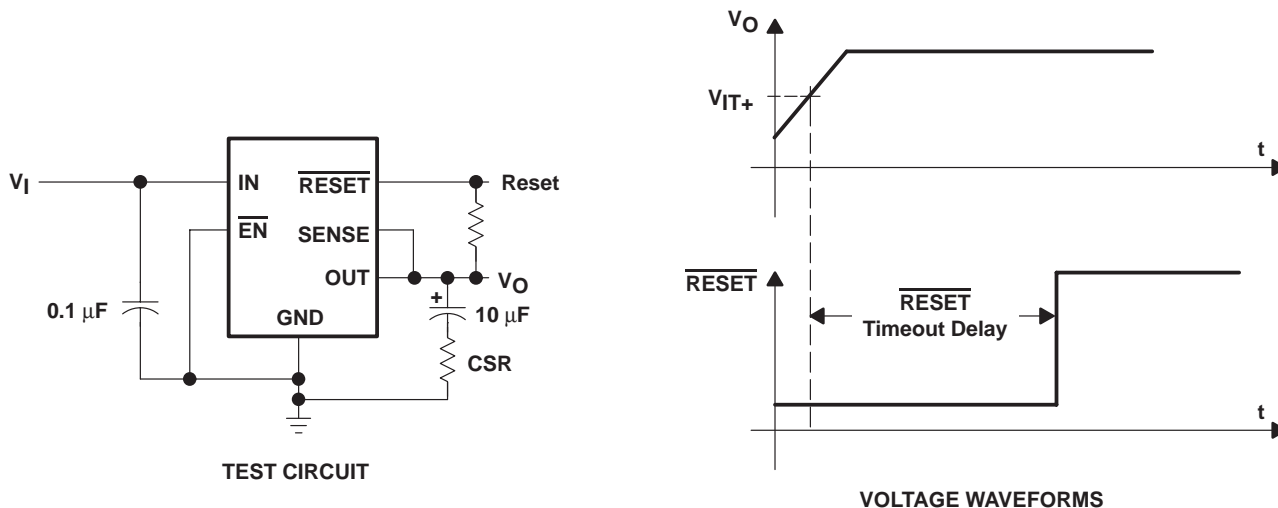 V_I
IN
RESET
Reset
EN
SENSE
OUT
V_O
0.1 μF
+
10 μF
GND
CSR
TEST CIRCUIT
V_O
V_IT+
t
RESET
RESET
Timeout Delay
t
VOLTAGE WAVEFORMS